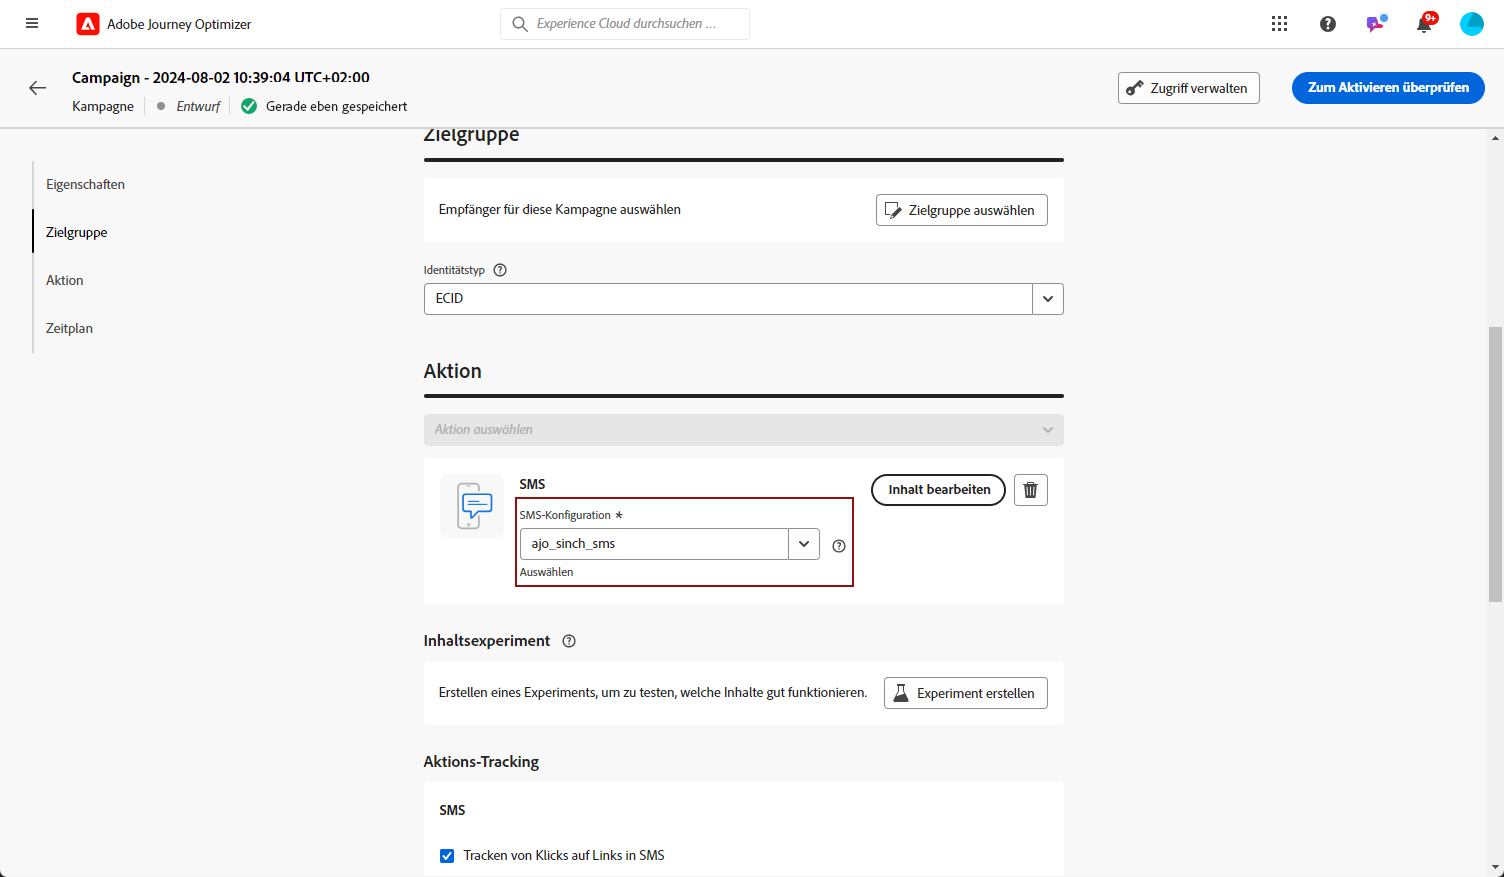 Adobe Journey Optimizer
Experience Cloud durchsuchen ...
9+
Campaign - 2024-08-02 10:39:04 UTC+02:00
Kampagne
Entwurf
Gerade eben gespeichert
Zugriff verwalten
Zum Aktivieren überprüfen
Eigenschaften
Zielgruppe
Aktion
Zeitplan
Zielgruppe
Empfänger für diese Kampagne auswählen
Zielgruppe auswählen
Identitätstyp
ECID
Aktion
Aktion auswählen
SMS
Inhalt bearbeiten
SMS-Konfiguration *
ajo_sinch_sms
Auswählen
Inhaltsexperiment
Erstellen eines Experiments, um zu testen, welche Inhalte gut funktionieren.
Experiment erstellen
Aktions-Tracking
SMS
Tracken von Klicks auf Links in SMS